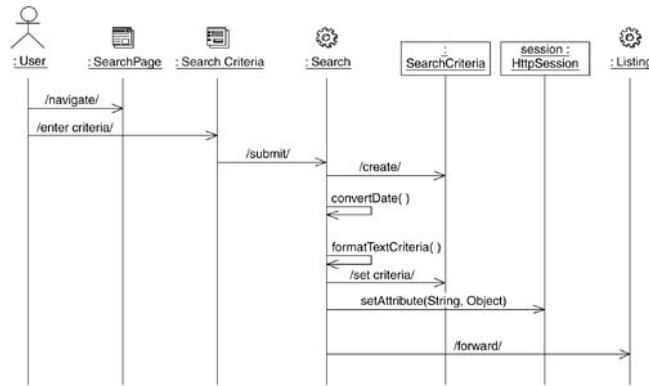 : User
: SearchPage
: Search Criteria
: Search
:
SearchCriteria
session :
HttpSession
: Listing
/navigate/
/enter criteria/
/submit/
/create/
convertDate( )
formatTextCriteria( )
/set criteria/
setAttribute(String, Object)
/forward/